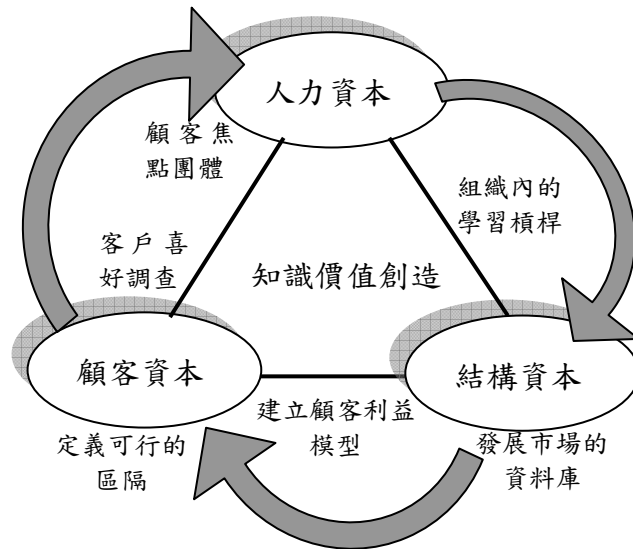 人力資本
顧客焦
點團體
組織內的
學習槓桿
客戶喜
好調查
知識價值創造
顧客資本
結構資本
建立顧客利益
模型
定義可行的
區隔
發展市場的
資料庫